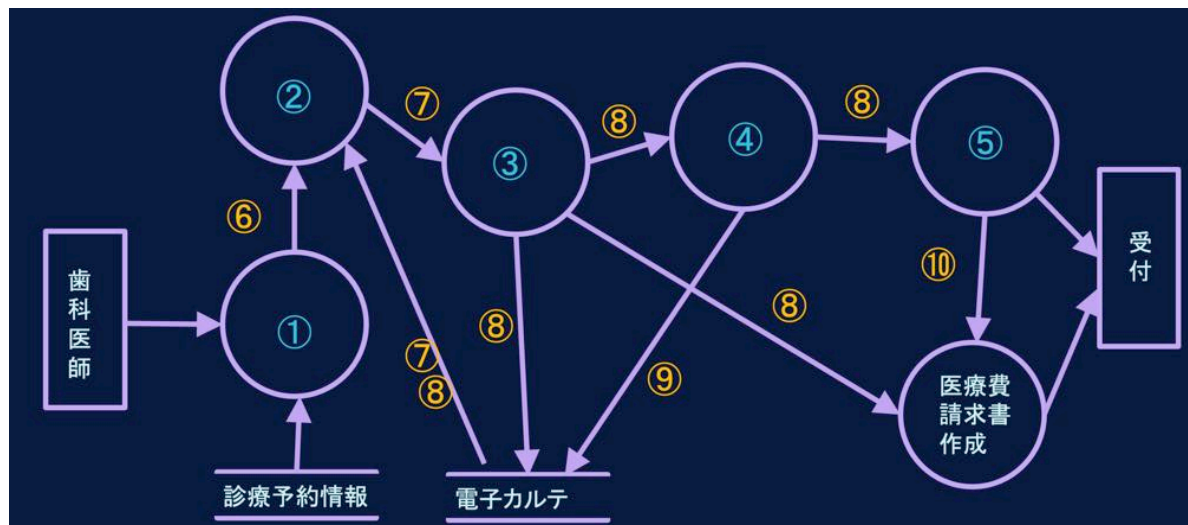 ②
⑦
③
⑧
④
⑧
⑤
⑥
歯科医師
①
⑦
⑧
⑧
⑨
⑧
⑩
受付
医療費
請求書
作成
診療予約情報
電子カルテ